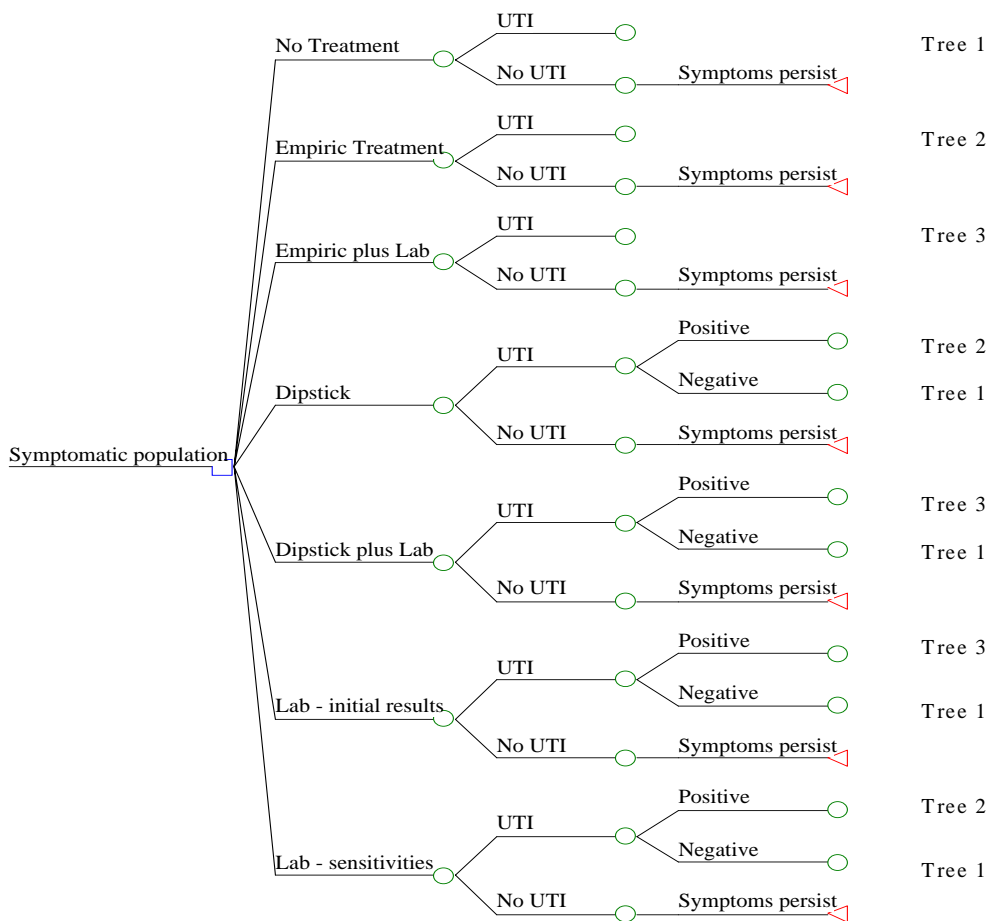 UTI
No Treatment
Tree 1
No UTI
Symptoms persist
UTI
Empiric Treatment
Tree 2
No UTI
Symptoms persist
UTI
Empiric plus Lab
Tree 3
No UTI
Symptoms persist
Positive
UTI
Tree 2
Negative
Dipstick
Tree 1
No UTI
Symptoms persist
Symptomatic population
Positive
UTI
Tree 3
Negative
Dipstick plus Lab
Tree 1
No UTI
Symptoms persist
Positive
UTI
Tree 3
Negative
Lab - initial results
Tree 1
No UTI
Symptoms persist
Positive
UTI
Tree 2
Negative
Lab - sensitivities
Tree 1
No UTI
Symptoms persist